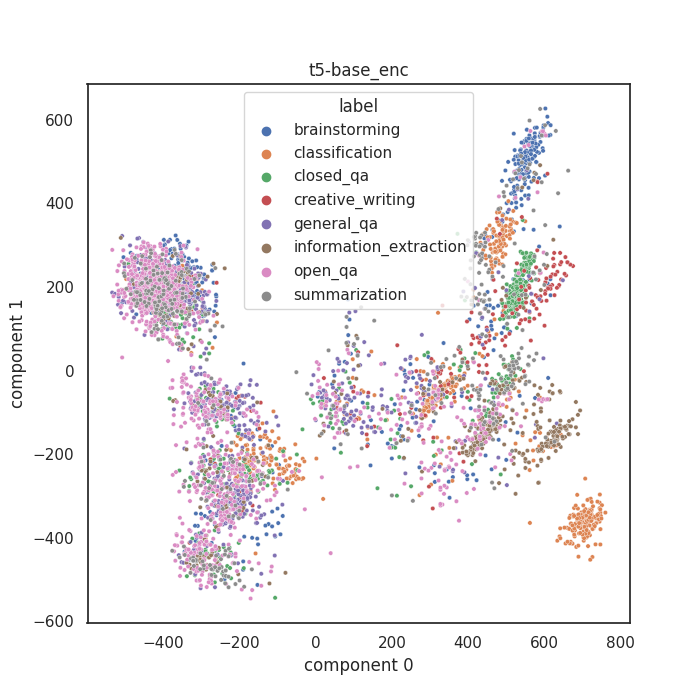 t5-base_enc
label
brainstorming
classification
closed_qa
creative_writing
general_qa
information_extraction
open_qa
summarization
component 1
600
400
200
0
−200
−400
−600
−400
−200
0
200
400
600
800
component 0